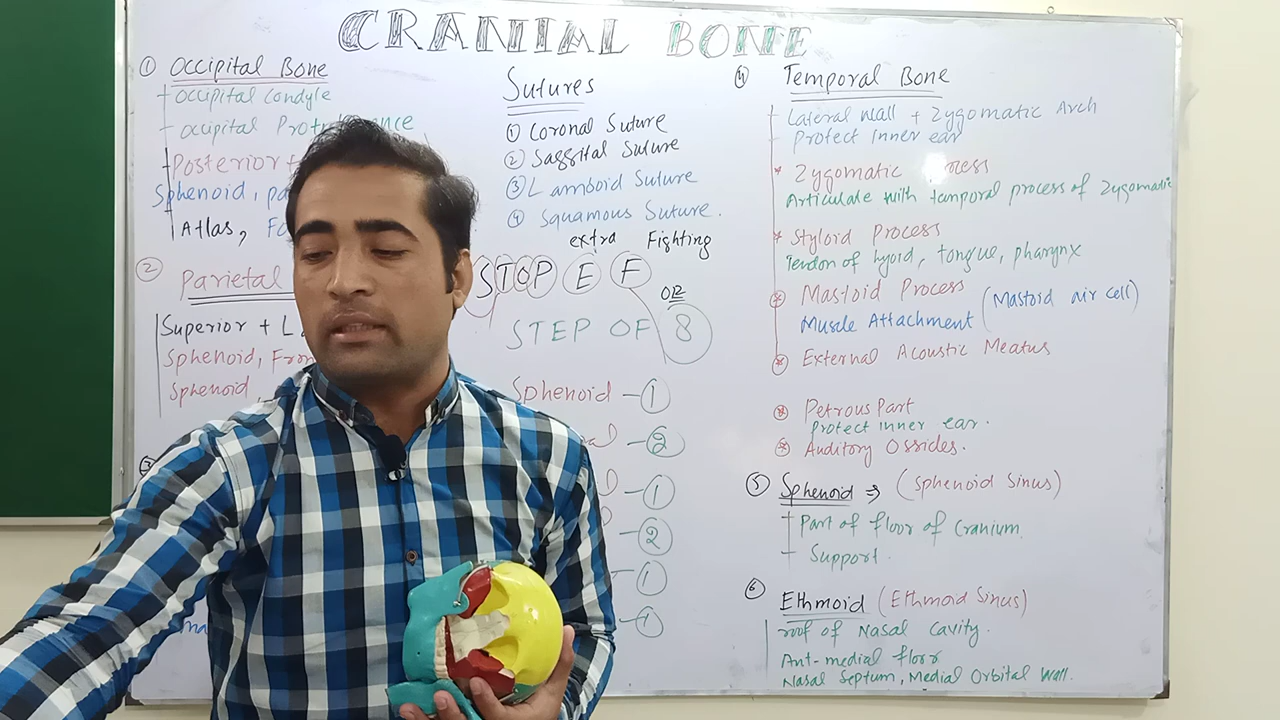 CRANIAL BONE
① Occipital Bone
Occipital Condyle
Occipital
Posterior +
Sphenoid,
Atlas,
② Parietal
Superior +
Sphenoid,
Sphenoid
Sutures
① Coronal Suture
② Saggital Suture
③ Lamboid Suture
④ Squamous Suture.
extra Fighting
STOP E F
OR
STEP OF 8
Sphenoid - ①
②
①
②
①
①
④ Temporal Bone
Lateral wall + Zygomatic Arch
Protect Inner ear
* Zygomatic
Articulate with temporal process of Zygomatic
* Styloid Process
Tendon of hyoid, tongue, pharynx
* Mastoid Process (Mastoid air cell)
Muscle Attachment
* External Acoustic Meatus
* Petrous Part
Protect inner ear.
* Auditory Ossicles.
⑤ Sphenoid ⇒ (Sphenoid Sinus)
Part of floor of Cranium.
Support.
⑥ Ethmoid (Ethmoid Sinus)
roof of Nasal Cavity.
Ant-medial floor
Nasal Septum, Medial Orbital Wall.